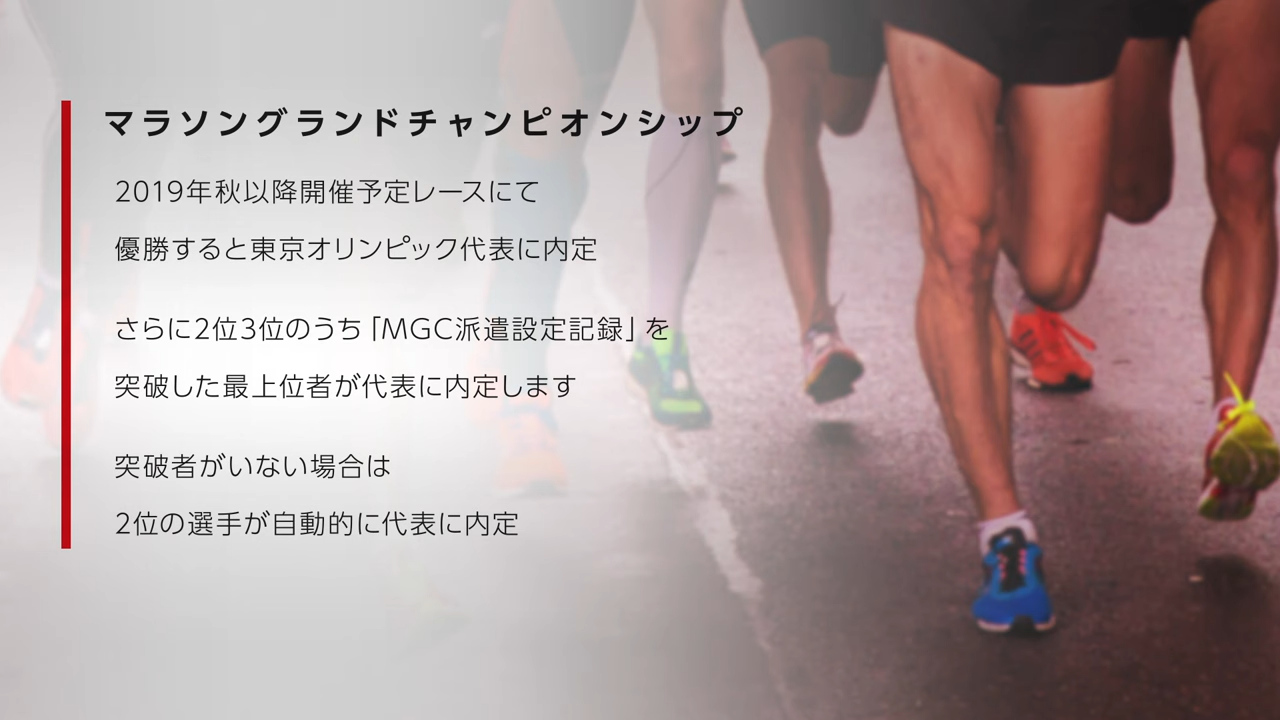 マラソングランドチャンピオンシップ
2019年秋以降開催予定レースにて
優勝すると東京オリンピック代表に内定
さらに2位3位のうち「MGC派遣設定記録」を
突破した最上位者が代表に内定します
突破者がいない場合は
2位の選手が自動的に代表に内定